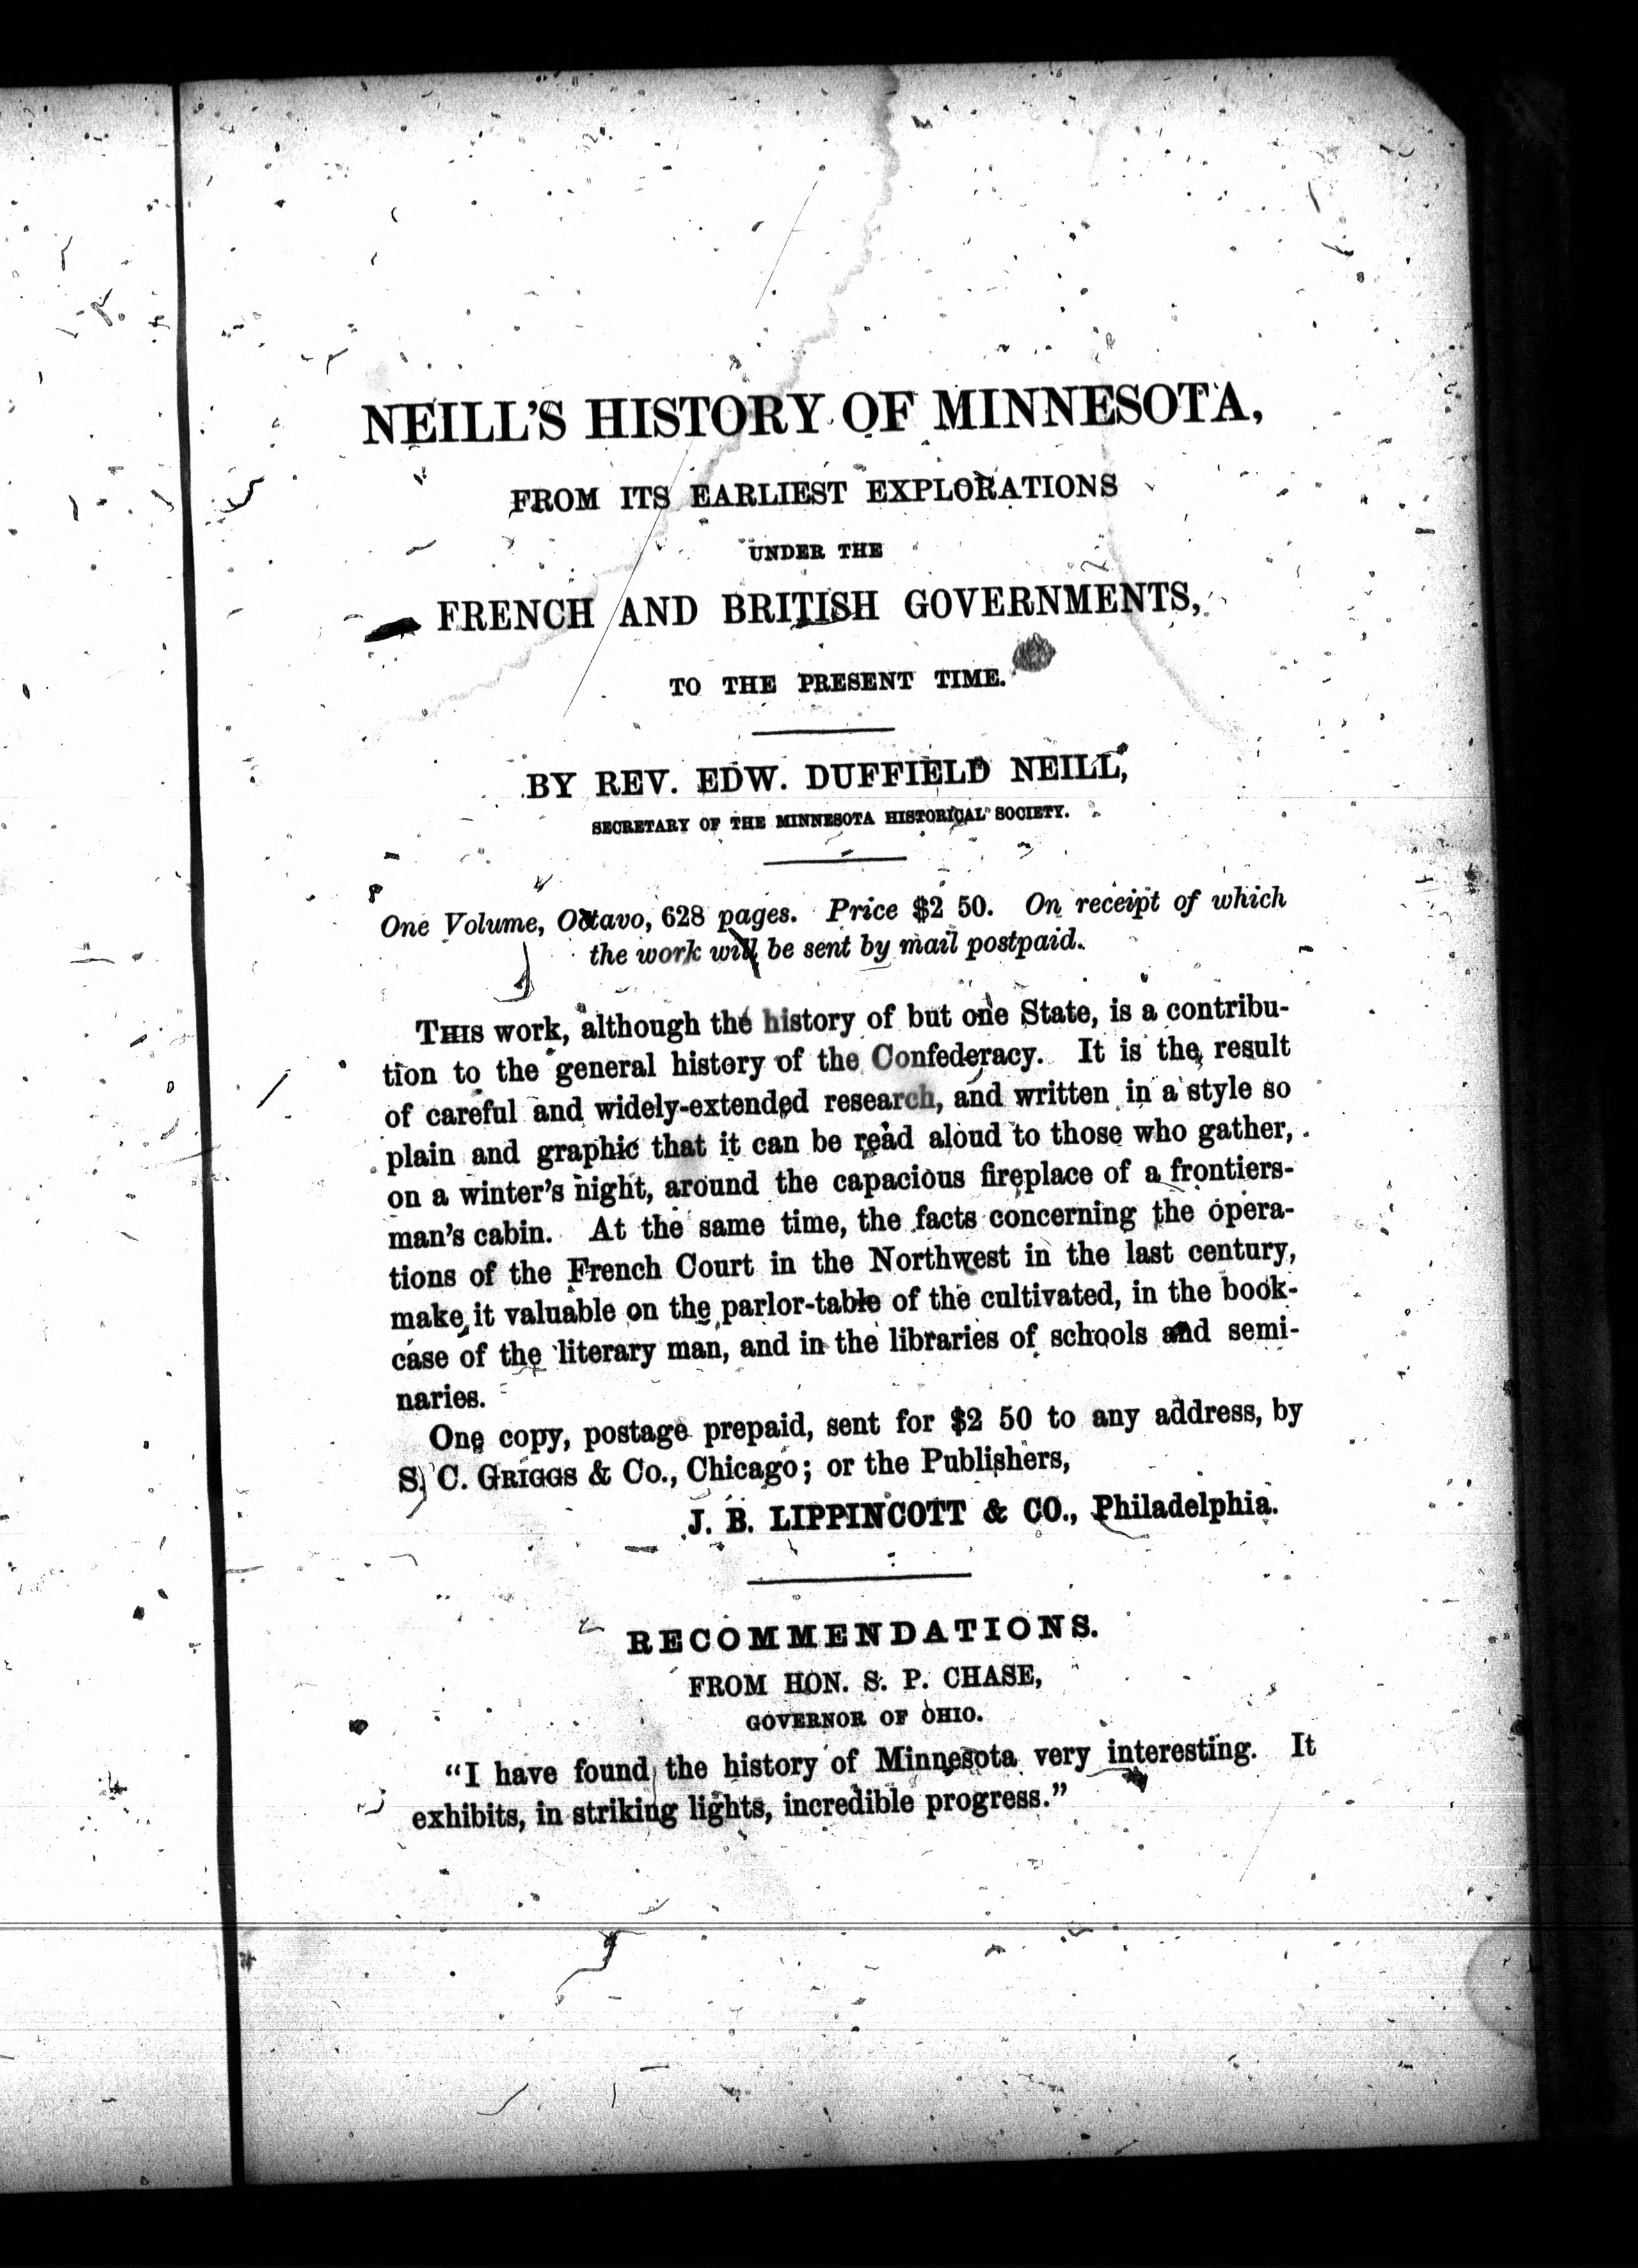 NEILL'S HISTORY OF MINNESOTA,
FROM ITS EARLIEST EXPLORATIONS
UNDER THE
FRENCH AND BRITISH GOVERNMENTS,
TO THE PRESENT TIME.
BY REV. EDW. DUFFIELD NEILL,
SECRETARY OF THE MINNESOTA HISTORICAL SOCIETY.
One Volume, Octavo, 628 pages. Price $2 50. On receipt of which
the work will be sent by mail postpaid.
THIS work, although the history of but one State, is a contribu-
tion to the general history of the Confederacy. It is the result
of careful and widely-extended research, and written in a style so
plain and graphic that it can be read aloud to those who gather,
on a winter's night, around the capacious fireplace of a frontiers-
man's cabin. At the same time, the facts concerning the opera-
tions of the French Court in the Northwest in the last century,
make it valuable on the parlor-table of the cultivated, in the book-
case of the literary man, and in the libraries of schools and semi-
naries.
One copy, postage prepaid, sent for $2 50 to any address, by
S. C. GRIGGS & Co., Chicago; or the Publishers,
J. B. LIPPINCOTT & CO., Philadelphia.
RECOMMENDATIONS.
FROM HON. S. P. CHASE,
GOVERNOR OF OHIO.
"I have found the history of Minnesota very interesting. It
exhibits, in striking lights, incredible progress."